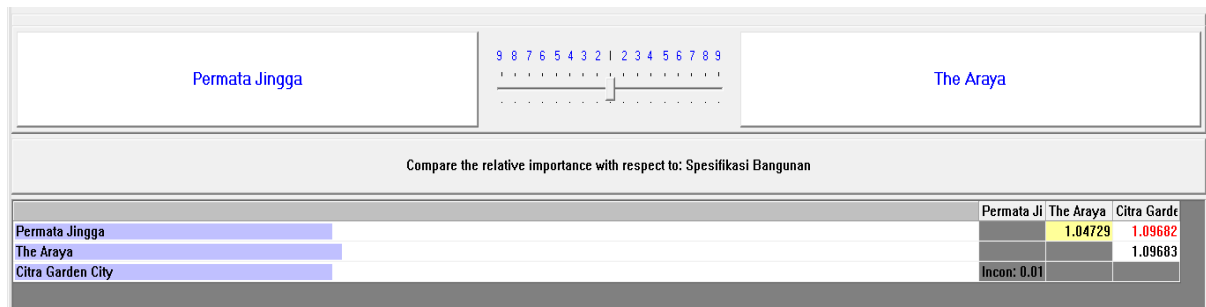 9 8 7 6 5 4 3 2 1 2 3 4 5 6 7 8 9
Permata Jingga The Araya
Compare the relative importance with respect to: Spesifikasi Bangunan
Permata Ji The Araya Citra Garde
Permata Jingga 1.04729 1.09682
The Araya 1.09683
Citra Garden City Incon: 0.01